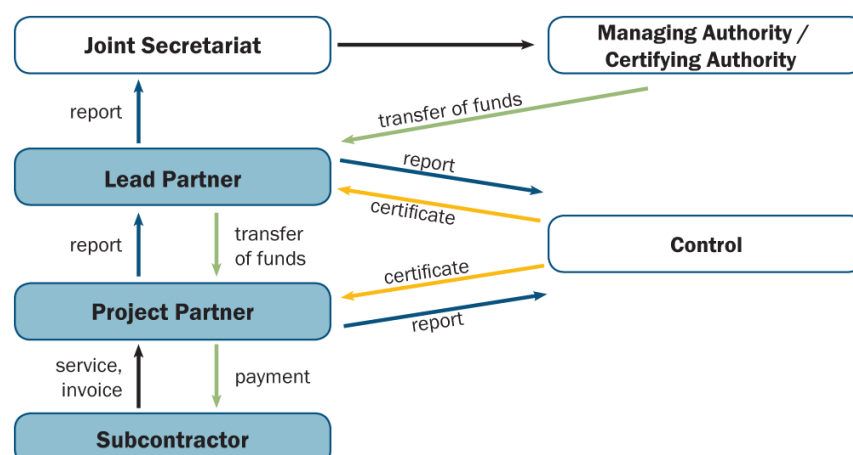 Joint Secretariat
Managing Authority /
Certifying Authority
report
transfer of funds
Lead Partner
report
certificate
report
transfer
of funds
Control
certificate
Project Partner
report
service,
invoice
payment
Subcontractor